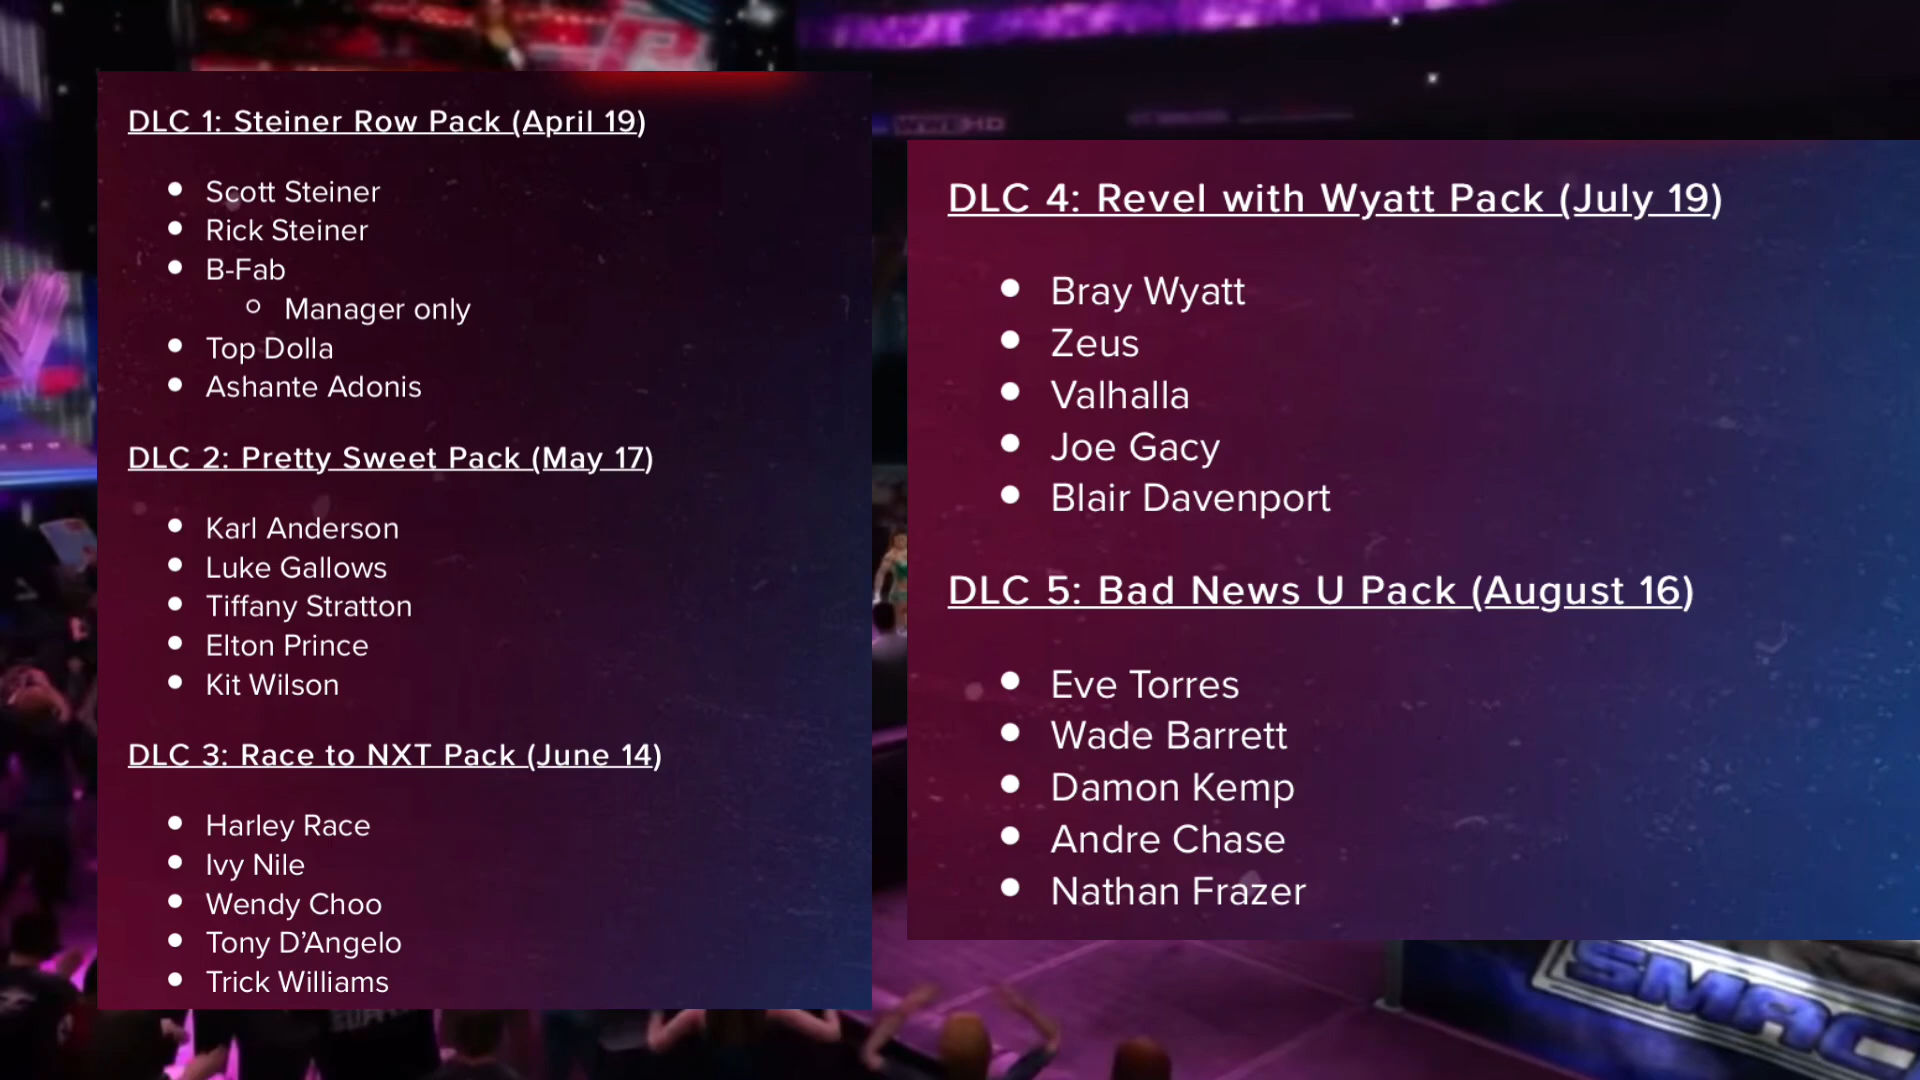 DLC 1: Steiner Row Pack (April 19)
Scott Steiner
Rick Steiner
B-Fab
Manager only
Top Dolla
Ashante Adonis
DLC 2: Pretty Sweet Pack (May 17)
Karl Anderson
Luke Gallows
Tiffany Stratton
Elton Prince
Kit Wilson
DLC 3: Race to NXT Pack (June 14)
Harley Race
Ivy Nile
Wendy Choo
Tony D’Angelo
Trick Williams
DLC 4: Revel with Wyatt Pack (July 19)
Bray Wyatt
Zeus
Valhalla
Joe Gacy
Blair Davenport
DLC 5: Bad News U Pack (August 16)
Eve Torres
Wade Barrett
Damon Kemp
Andre Chase
Nathan Frazer
SMAC